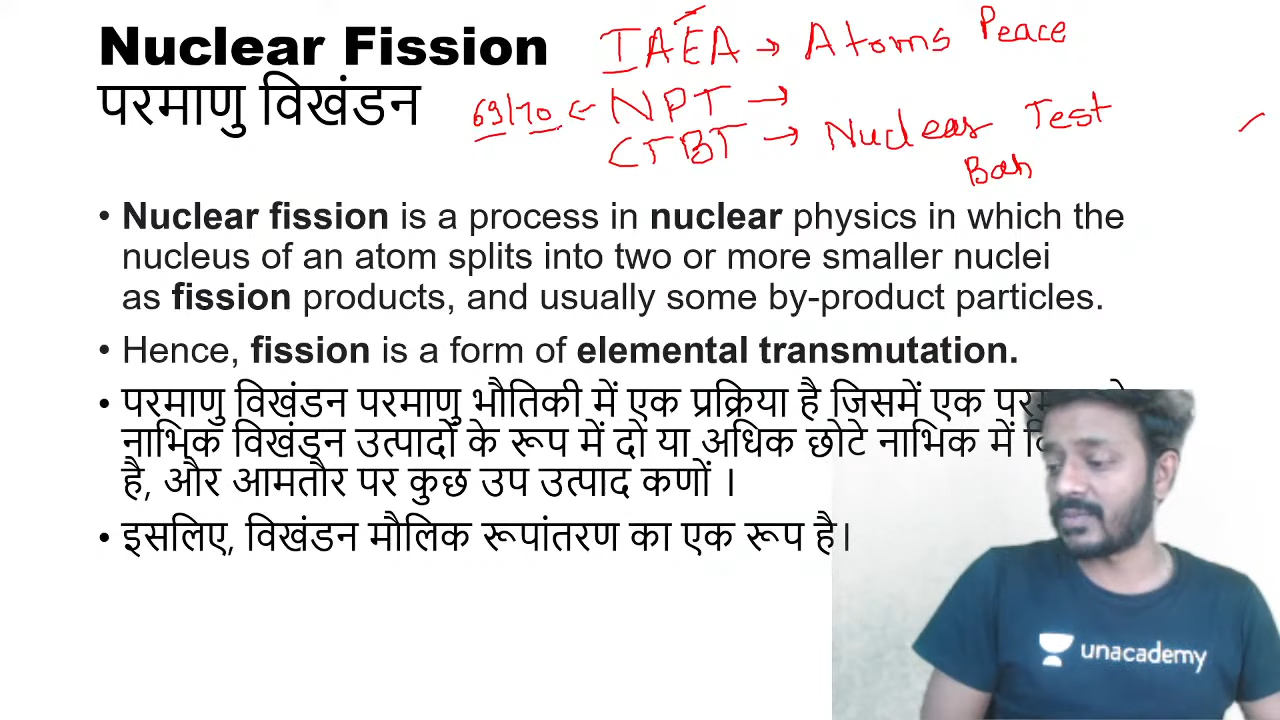 Nuclear Fission
परमाणु विखंडन
IAEA → Atoms Peace
69/70 ← NPT →
CTBT → Nuclear Test
Ban
• Nuclear fission is a process in nuclear physics in which the
nucleus of an atom splits into two or more smaller nuclei
as fission products, and usually some by-product particles.
• Hence, fission is a form of elemental transmutation.
• परमाणु विखंडन परमाणु भौतिकी में एक प्रक्रिया है जिसमें एक
नाभिक विखंडन उत्पादों के रूप में दो या अधिक छोटे नाभिक में
है, और आमतौर पर कुछ उप उत्पाद कणों ।
• इसलिए, विखंडन मौलिक रूपांतरण का एक रूप है।
unacademy